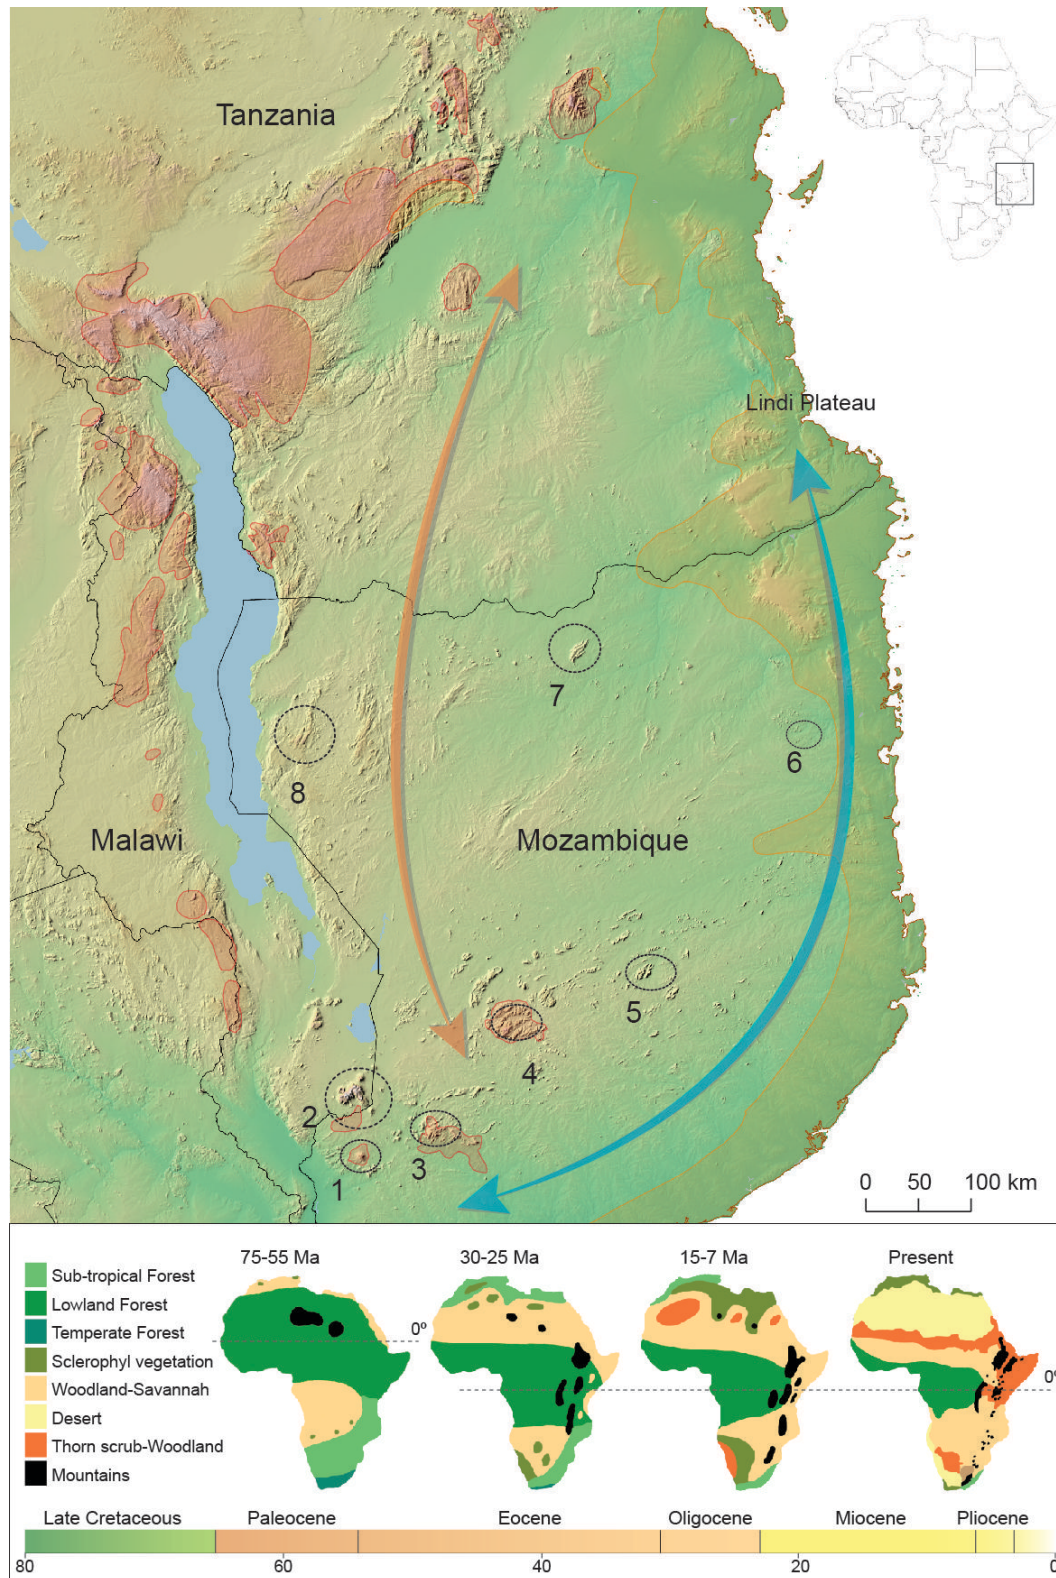 Tanzania
Lindi Plateau
7
6
8
Malawi
Mozambique
5
4
2
3
1
0 50 100 km
75-55 Ma
30-25 Ma
15-7 Ma
Present
Sub-tropical Forest
Lowland Forest
Temperate Forest
Sclerophyl vegetation
Woodland-Savannah
Desert
Thorn scrub-Woodland
Mountains
0º
0º
Late Cretaceous
Paleocene
Eocene
Oligocene
Miocene
Pliocene
80 60 40 20 0